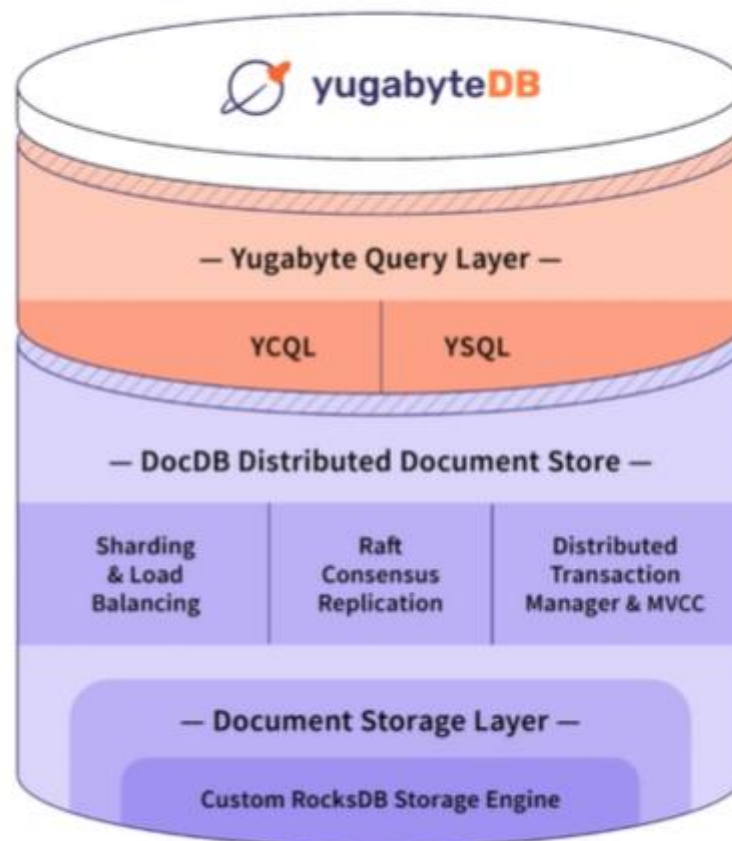 yugabyteDB
— Yugabyte Query Layer —
YCQL YSQL
— DocDB Distributed Document Store —
Sharding
& Load
Balancing
Raft
Consensus
Replication
Distributed
Transaction
Manager & MVCC
— Document Storage Layer —
Custom RocksDB Storage Engine